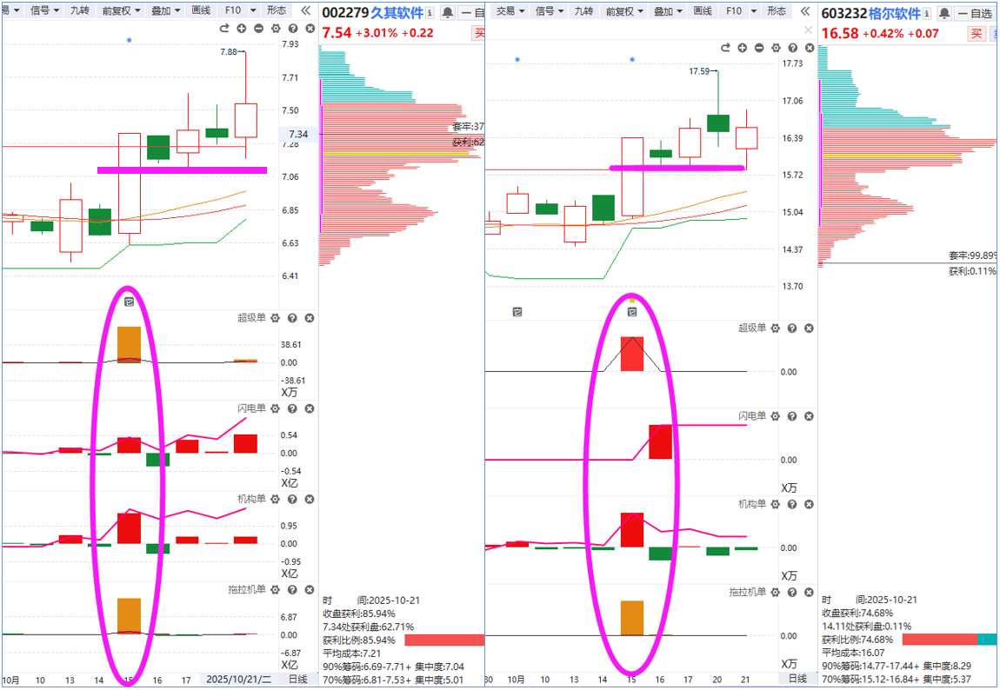 易 信号 九转 前复权 叠加 画线 F10 形态
002279 久其软件
7.54 +3.01% +0.22 买
7.93
7.88
7.71
7.50
7.34
7.28
7.06
6.85
6.63
6.41
套牢:37
获利:62
超级单
38.61
0.00
-38.61
X万
闪电单
0.54
0.00
-0.54
X亿
机构单
0.95
0.00
-0.95
X亿
拖拉机单
6.87
0.00
-6.87
X亿
10月 10 13 14 15 16 17 2025/10/21/二 日线
时 间:2025-10-21
收盘获利:85.94%
7.34处获利盘:62.71%
获利比例:85.94%
平均成本:7.21
90%筹码:6.69-7.71+ 集中度:7.04
70%筹码:6.81-7.53+ 集中度:5.01
交易 信号 九转 前复权 叠加 画线 F10 形态
603232 格尔软件 自选
16.58 +0.42% +0.07 买
17.73
17.59
17.06
16.39
15.72
15.04
14.37
13.70
套牢:99.89%
获利:0.11%
超级单
0.00
闪电单
0.00
X万
机构单
0.00
X万
拖拉机单
0.00
X万
30 10月 10 13 14 15 16 17 20 21 日线
时 间:2025-10-21
收盘获利:74.68%
14.11处获利盘:0.11%
获利比例:74.68%
平均成本:16.07
90%筹码:14.77-17.44+ 集中度:8.29
70%筹码:15.12-16.84+ 集中度:5.37